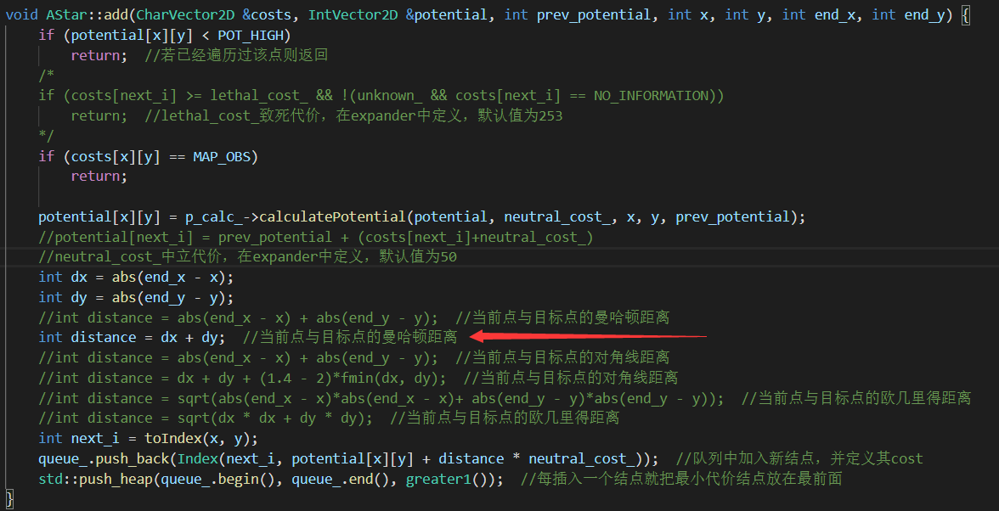 void AStar::add(CharVector2D &costs, IntVector2D &potential, int prev_potential, int x, int y, int end_x, int end_y) {
    if (potential[x][y] < POT_HIGH)
        return;  //若已经遍历过该点则返回
    /*
    if (costs[next_i] >= lethal_cost_ && !(unknown_ && costs[next_i] == NO_INFORMATION))
        return;  //lethal_cost_致死代价，在expander中定义，默认值为253
    */
    if (costs[x][y] == MAP_OBS)
        return;
    potential[x][y] = p_calc_->calculatePotential(potential, neutral_cost_, x, y, prev_potential);
    //potential[next_i] = prev_potential + (costs[next_i]+neutral_cost_)
    //neutral_cost_中立代价，在expander中定义，默认值为50
    int dx = abs(end_x - x);
    int dy = abs(end_y - y);
    //int distance = abs(end_x - x) + abs(end_y - y);  //当前点与目标点的曼哈顿距离
    int distance = dx + dy;  //当前点与目标点的曼哈顿距离
    //int distance = abs(end_x - x) + abs(end_y - y);  //当前点与目标点的对角线距离
    //int distance = dx + dy + (1.4 - 2)*fmin(dx, dy);  //当前点与目标点的对角线距离
    //int distance = sqrt(abs(end_x - x)*abs(end_x - x)+ abs(end_y - y)*abs(end_y - y));  //当前点与目标点的欧几里得距离
    //int distance = sqrt(dx * dx + dy * dy);  //当前点与目标点的欧几里得距离
    int next_i = toIndex(x, y);
    queue_.push_back(Index(next_i, potential[x][y] + distance * neutral_cost_));  //队列中加入新结点，并定义其cost
    std::push_heap(queue_.begin(), queue_.end(), greater1());  //每插入一个结点就把最小代价结点放在最前面
}